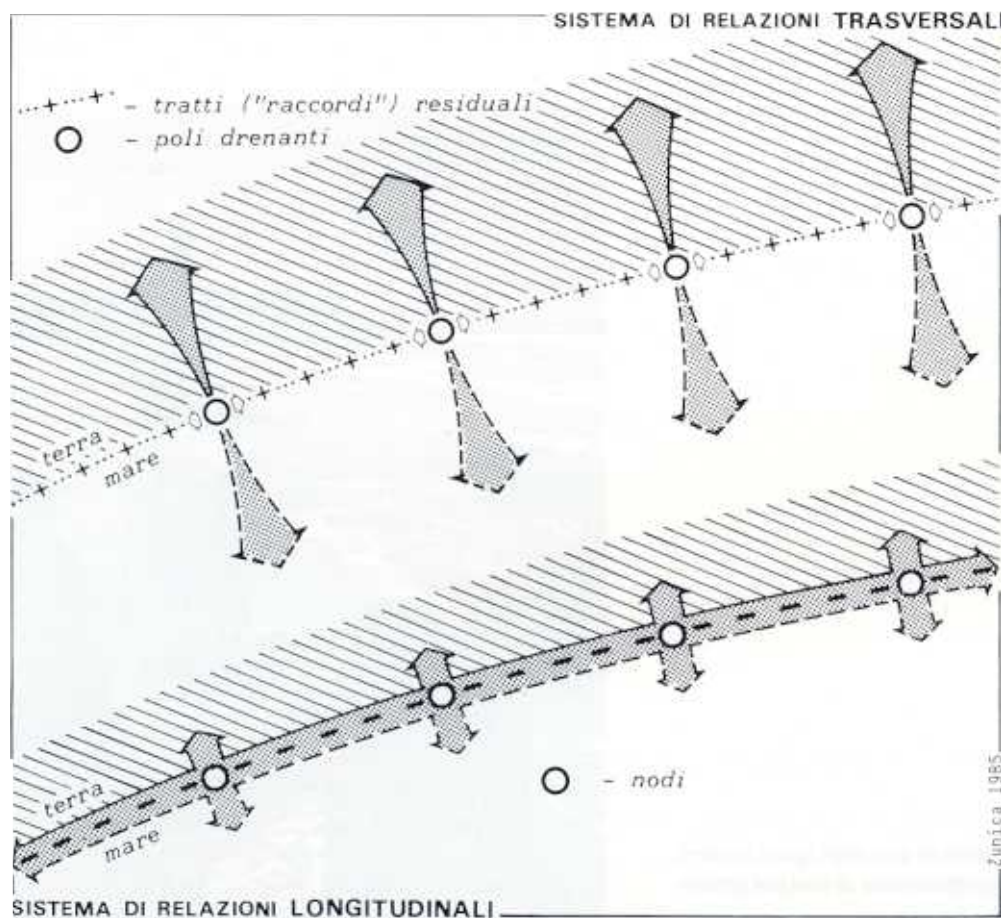 SISTEMA DI RELAZIONI TRASVERSALI
- tratti ("raccordi") residuali
- poli drenanti
terra
mare
- nodi
terra
mare
Zunica 1985
SISTEMA DI RELAZIONI LONGITUDINALI